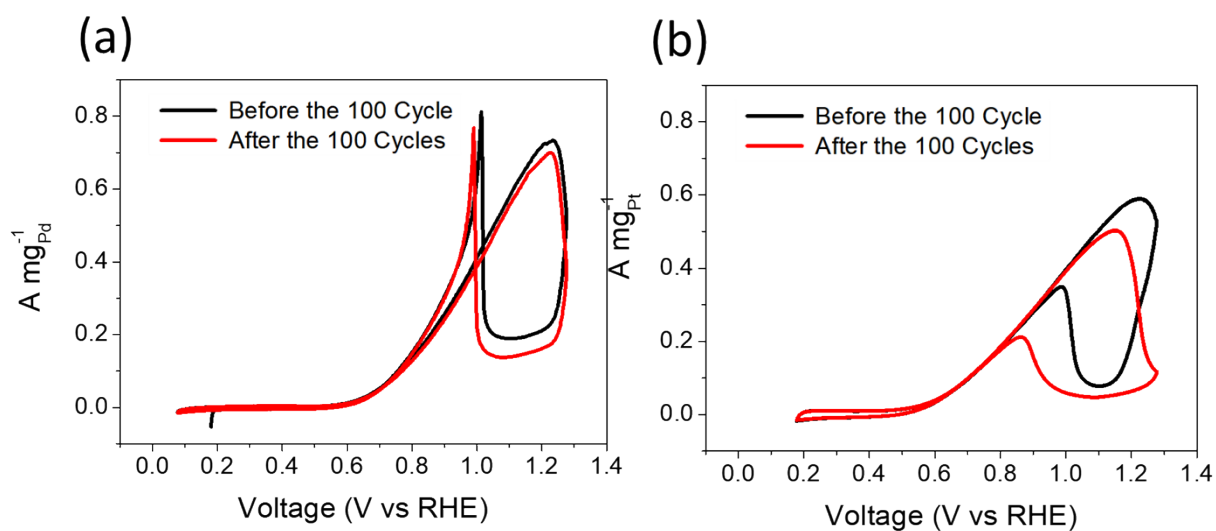 (a)
Before the 100 Cycle
After the 100 Cycles
A mg⁻¹Pd
0.8
0.6
0.4
0.2
0.0
0.0 0.2 0.4 0.6 0.8 1.0 1.2 1.4
Voltage (V vs RHE)
(b)
Before the 100 Cycle
After the 100 Cycles
A mg⁻¹Pt
0.8
0.6
0.4
0.2
0.0
0.0 0.2 0.4 0.6 0.8 1.0 1.2 1.4
Voltage (V vs RHE)